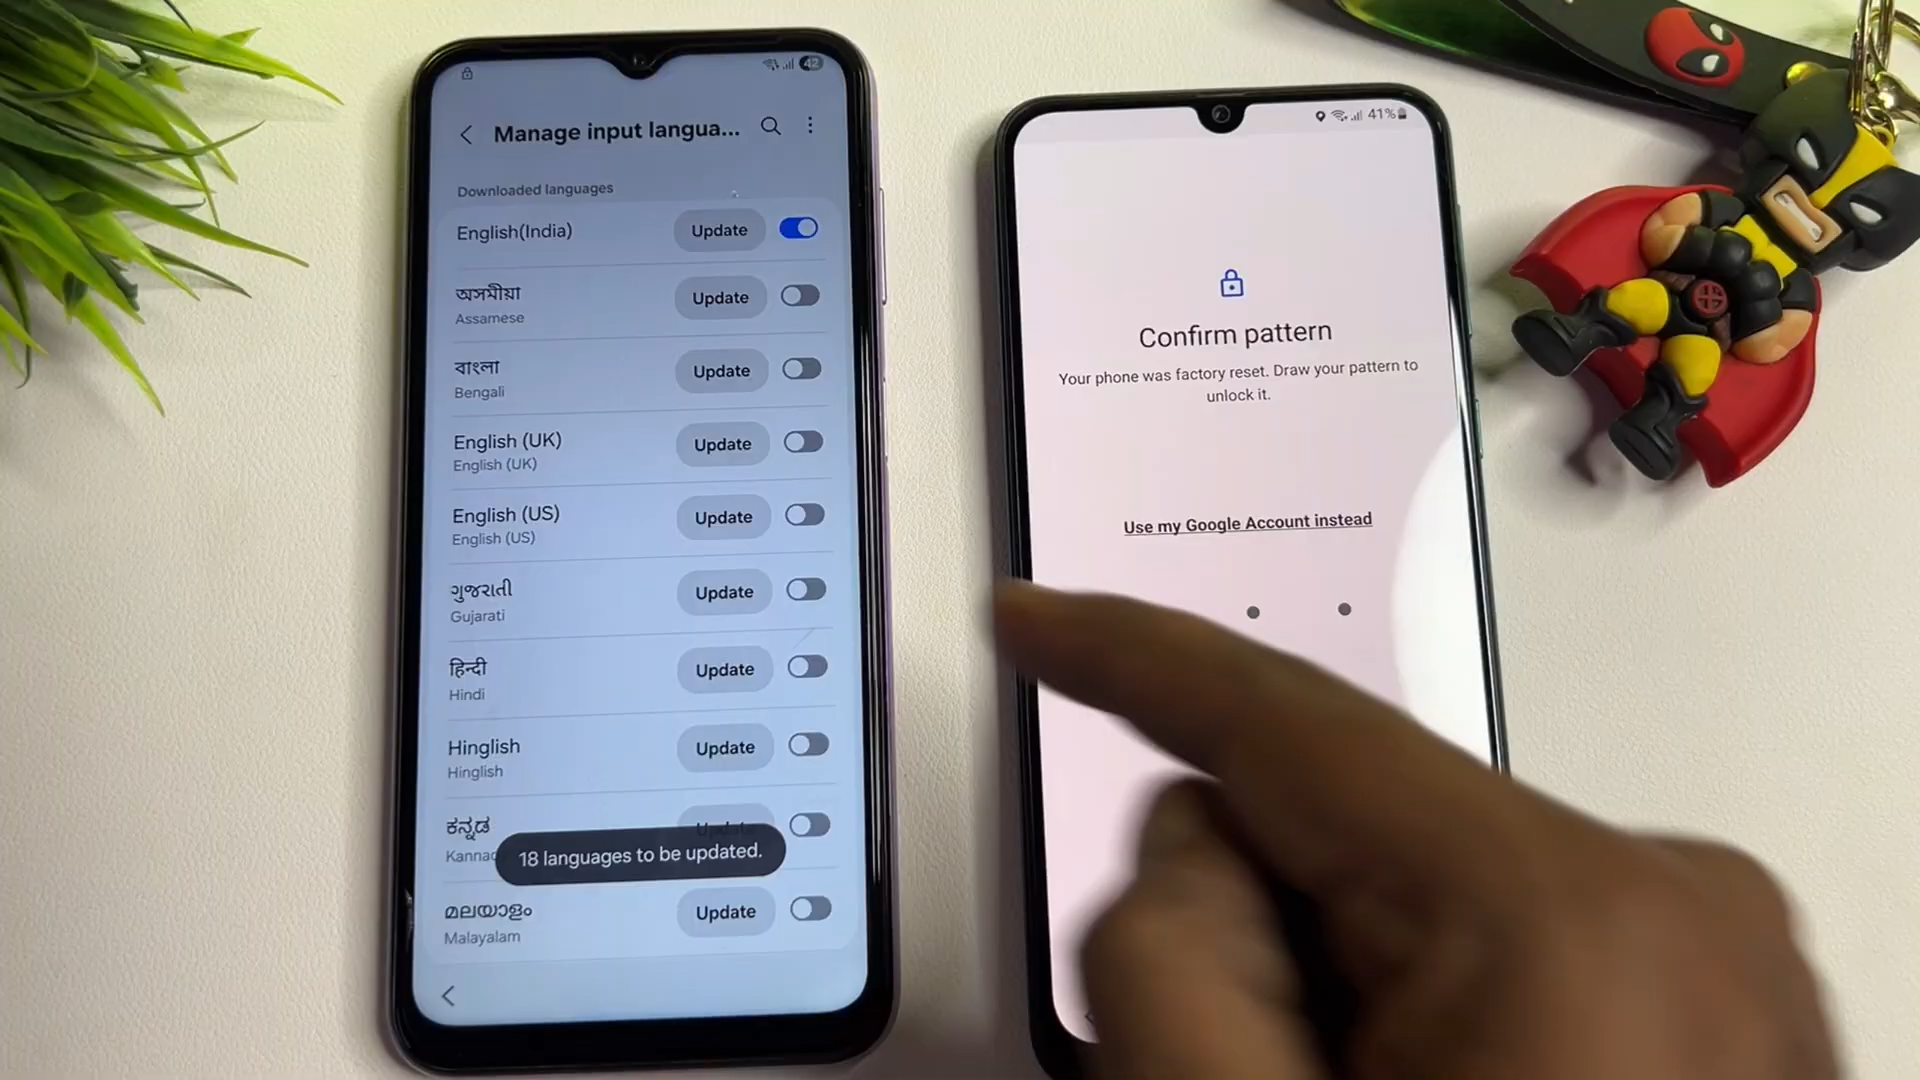 42
Manage input langua...
Downloaded languages
English(India)
Update
অসমীয়া
Assamese
Update
বাংলা
Bengali
Update
English (UK)
English (UK)
Update
English (US)
English (US)
Update
ગુજરાતી
Gujarati
Update
हिन्दी
Hindi
Update
Hinglish
Hinglish
Update
ಕನ್ನಡ
Update
18 languages to be updated.
മലയാളം
Malayalam
Update
41%
Confirm pattern
Your phone was factory reset. Draw your pattern to
unlock it.
Use my Google Account instead